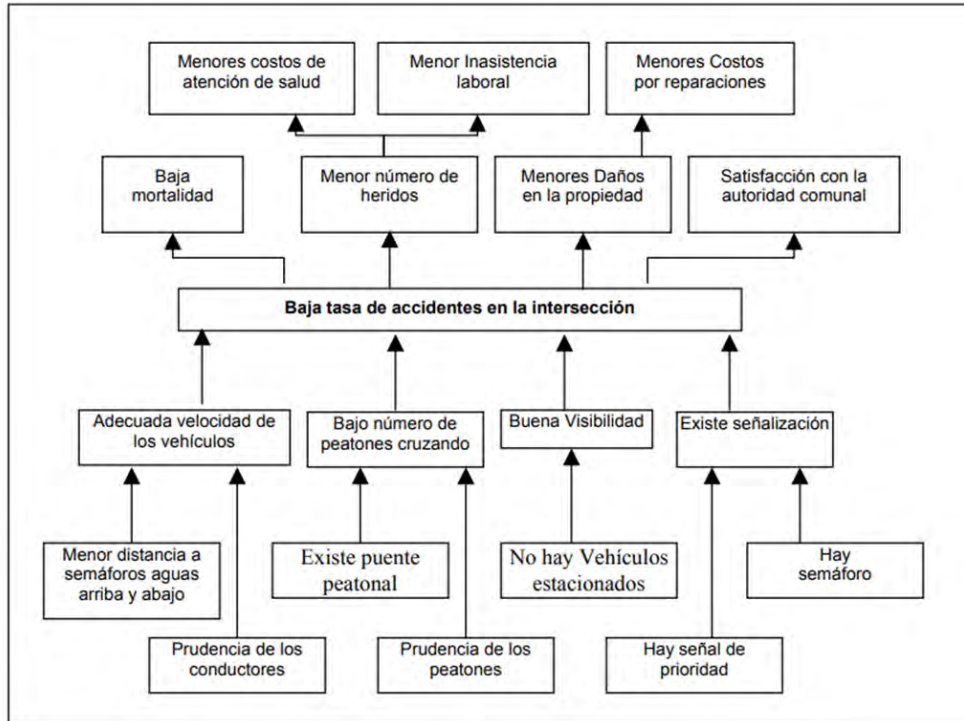 Menores costos de
atención de salud
Menor Inasistencia
laboral
Menores Costos
por reparaciones
Baja
mortalidad
Menor número de
heridos
Menores Daños
en la propiedad
Satisfacción con la
autoridad comunal
Baja tasa de accidentes en la intersección
Adecuada velocidad de
los vehículos
Bajo número de
peatones cruzando
Buena Visibilidad
Existe señalización
Menor distancia a
semáforos aguas
arriba y abajo
Existe puente
peatonal
No hay Vehículos
estacionados
Hay
semáforo
Prudencia de los
conductores
Prudencia de los
peatones
Hay señal de
prioridad